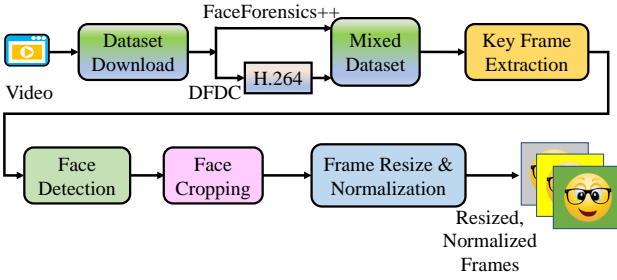 FaceForensics++
Video
Dataset
Download
DFDC
H.264
Mixed
Dataset
Key Frame
Extraction
Face
Detection
Face
Cropping
Frame Resize &
Normalization
Resized,
Normalized
Frames